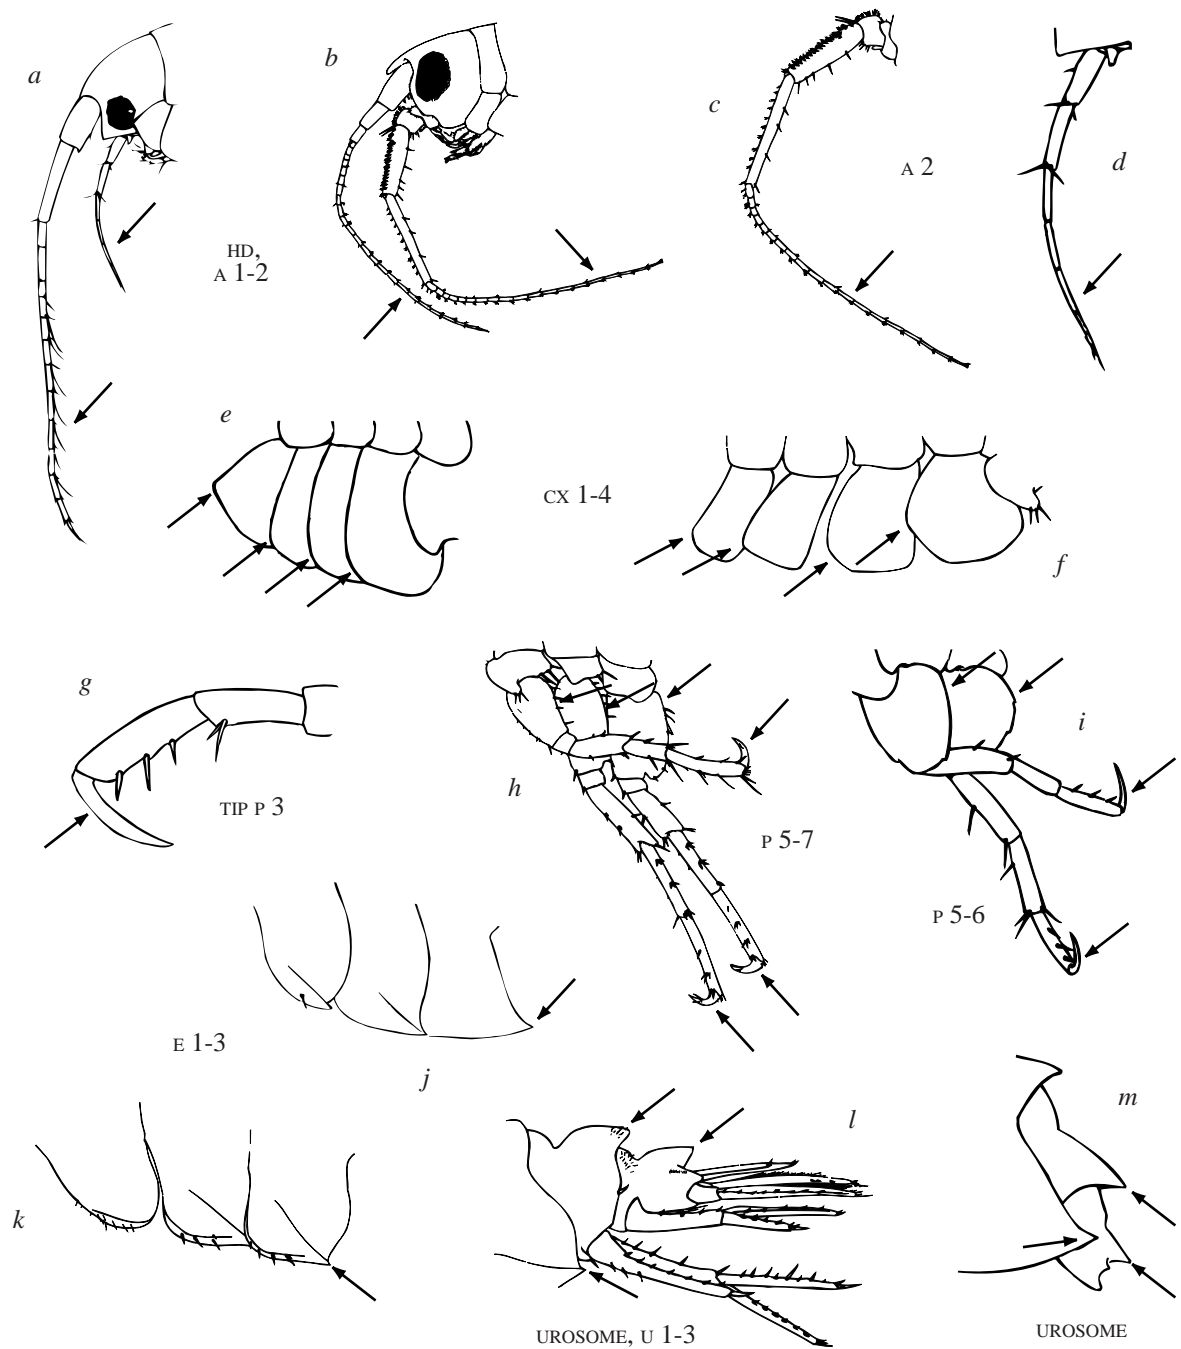 a
b
c
A 2
d
HD,
A 1-2
e
CX 1-4
f
g
TIP P 3
h
P 5-7
i
P 5-6
E 1-3
j
k
l
m
UROSOME, U 1-3
UROSOME